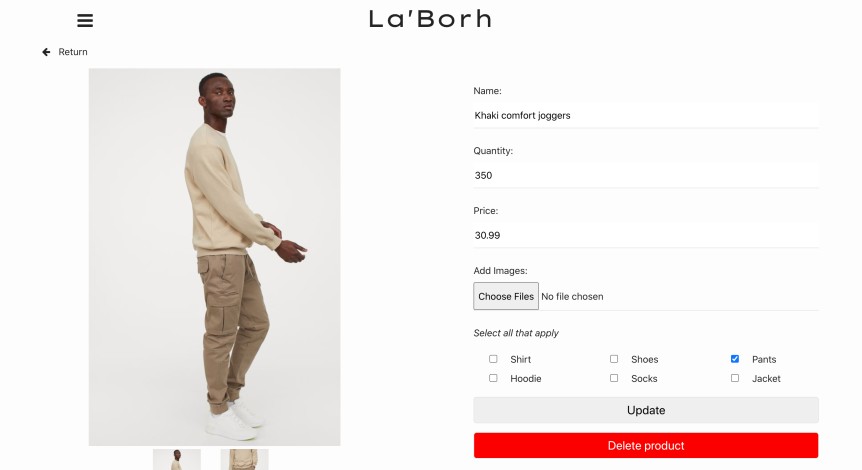 La'Borh
Return
Name:
Khaki comfort joggers
Quantity:
350
Price:
30.99
Add Images:
Choose Files No file chosen
Select all that apply
Shirt Shoes Pants
Hoodie Socks Jacket
Update
Delete product